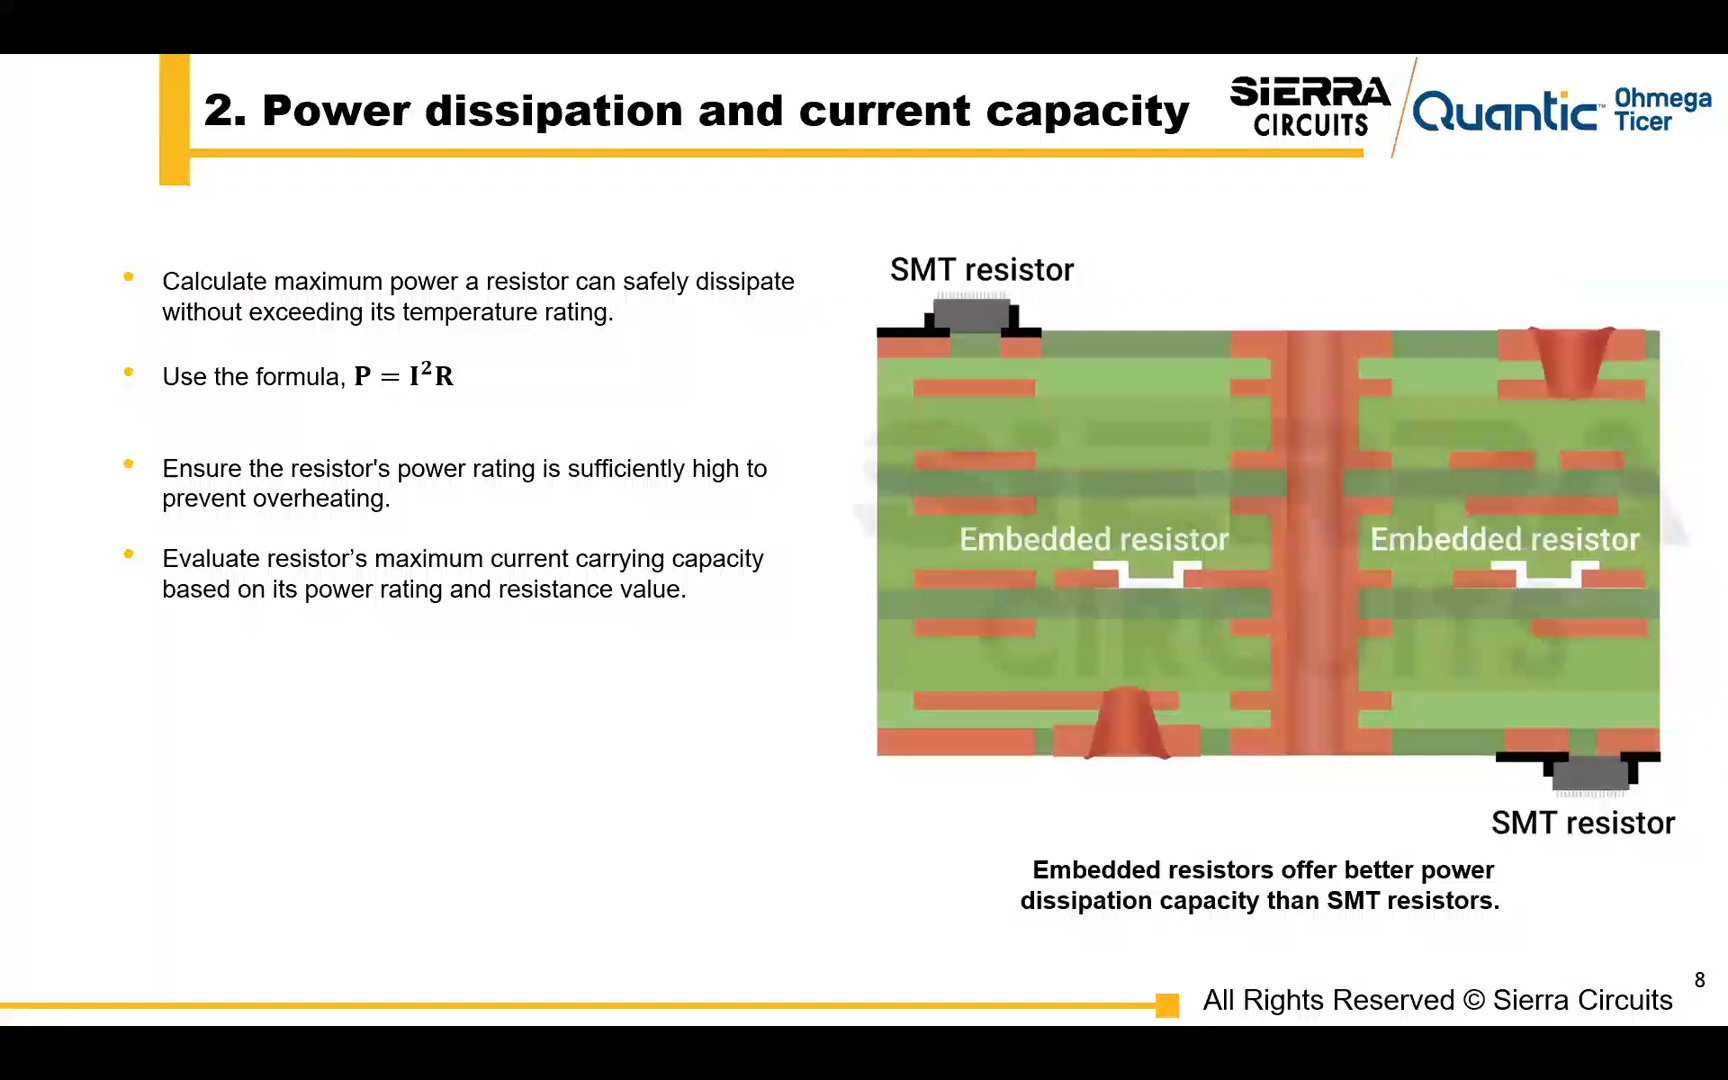 2. Power dissipation and current capacity
SiERRA
CIRCUITS
Quantic™ Ohmega
Ticer
• Calculate maximum power a resistor can safely dissipate
without exceeding its temperature rating.
• Use the formula, P = I²R
• Ensure the resistor's power rating is sufficiently high to
prevent overheating.
• Evaluate resistor’s maximum current carrying capacity
based on its power rating and resistance value.
SMT resistor
SIERRA
Embedded resistor
Embedded resistor
CIRCUITS
SMT resistor
Embedded resistors offer better power
dissipation capacity than SMT resistors.
8
All Rights Reserved © Sierra Circuits